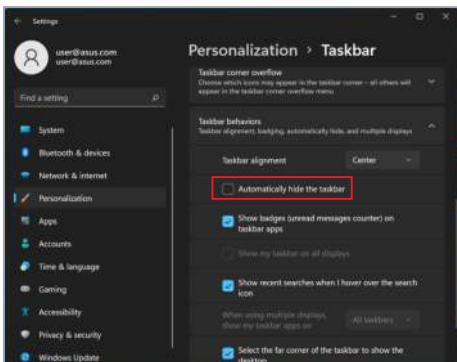 Settings
user@asus.com
user@asus.com
Find a setting
System
Bluetooth & devices
Network & internet
Personalization
Apps
Accounts
Time & language
Gaming
Accessibility
Privacy & security
Windows Update
Personalization > Taskbar
Taskbar corner overflow
Choose which icons may appear in the taskbar corner – all others will
appear in the taskbar corner overflow menu
Taskbar behaviors
Taskbar alignment, badging, automatically hide, and multiple displays
Taskbar alignment
Center
Automatically hide the taskbar
Show badges (unread messages counter) on
taskbar apps
Show my taskbar on all displays
Show recent searches when I hover over the search
icon
When using multiple displays,
show my taskbar apps on
All taskbars
Select the far corner of the taskbar to show the
desktop